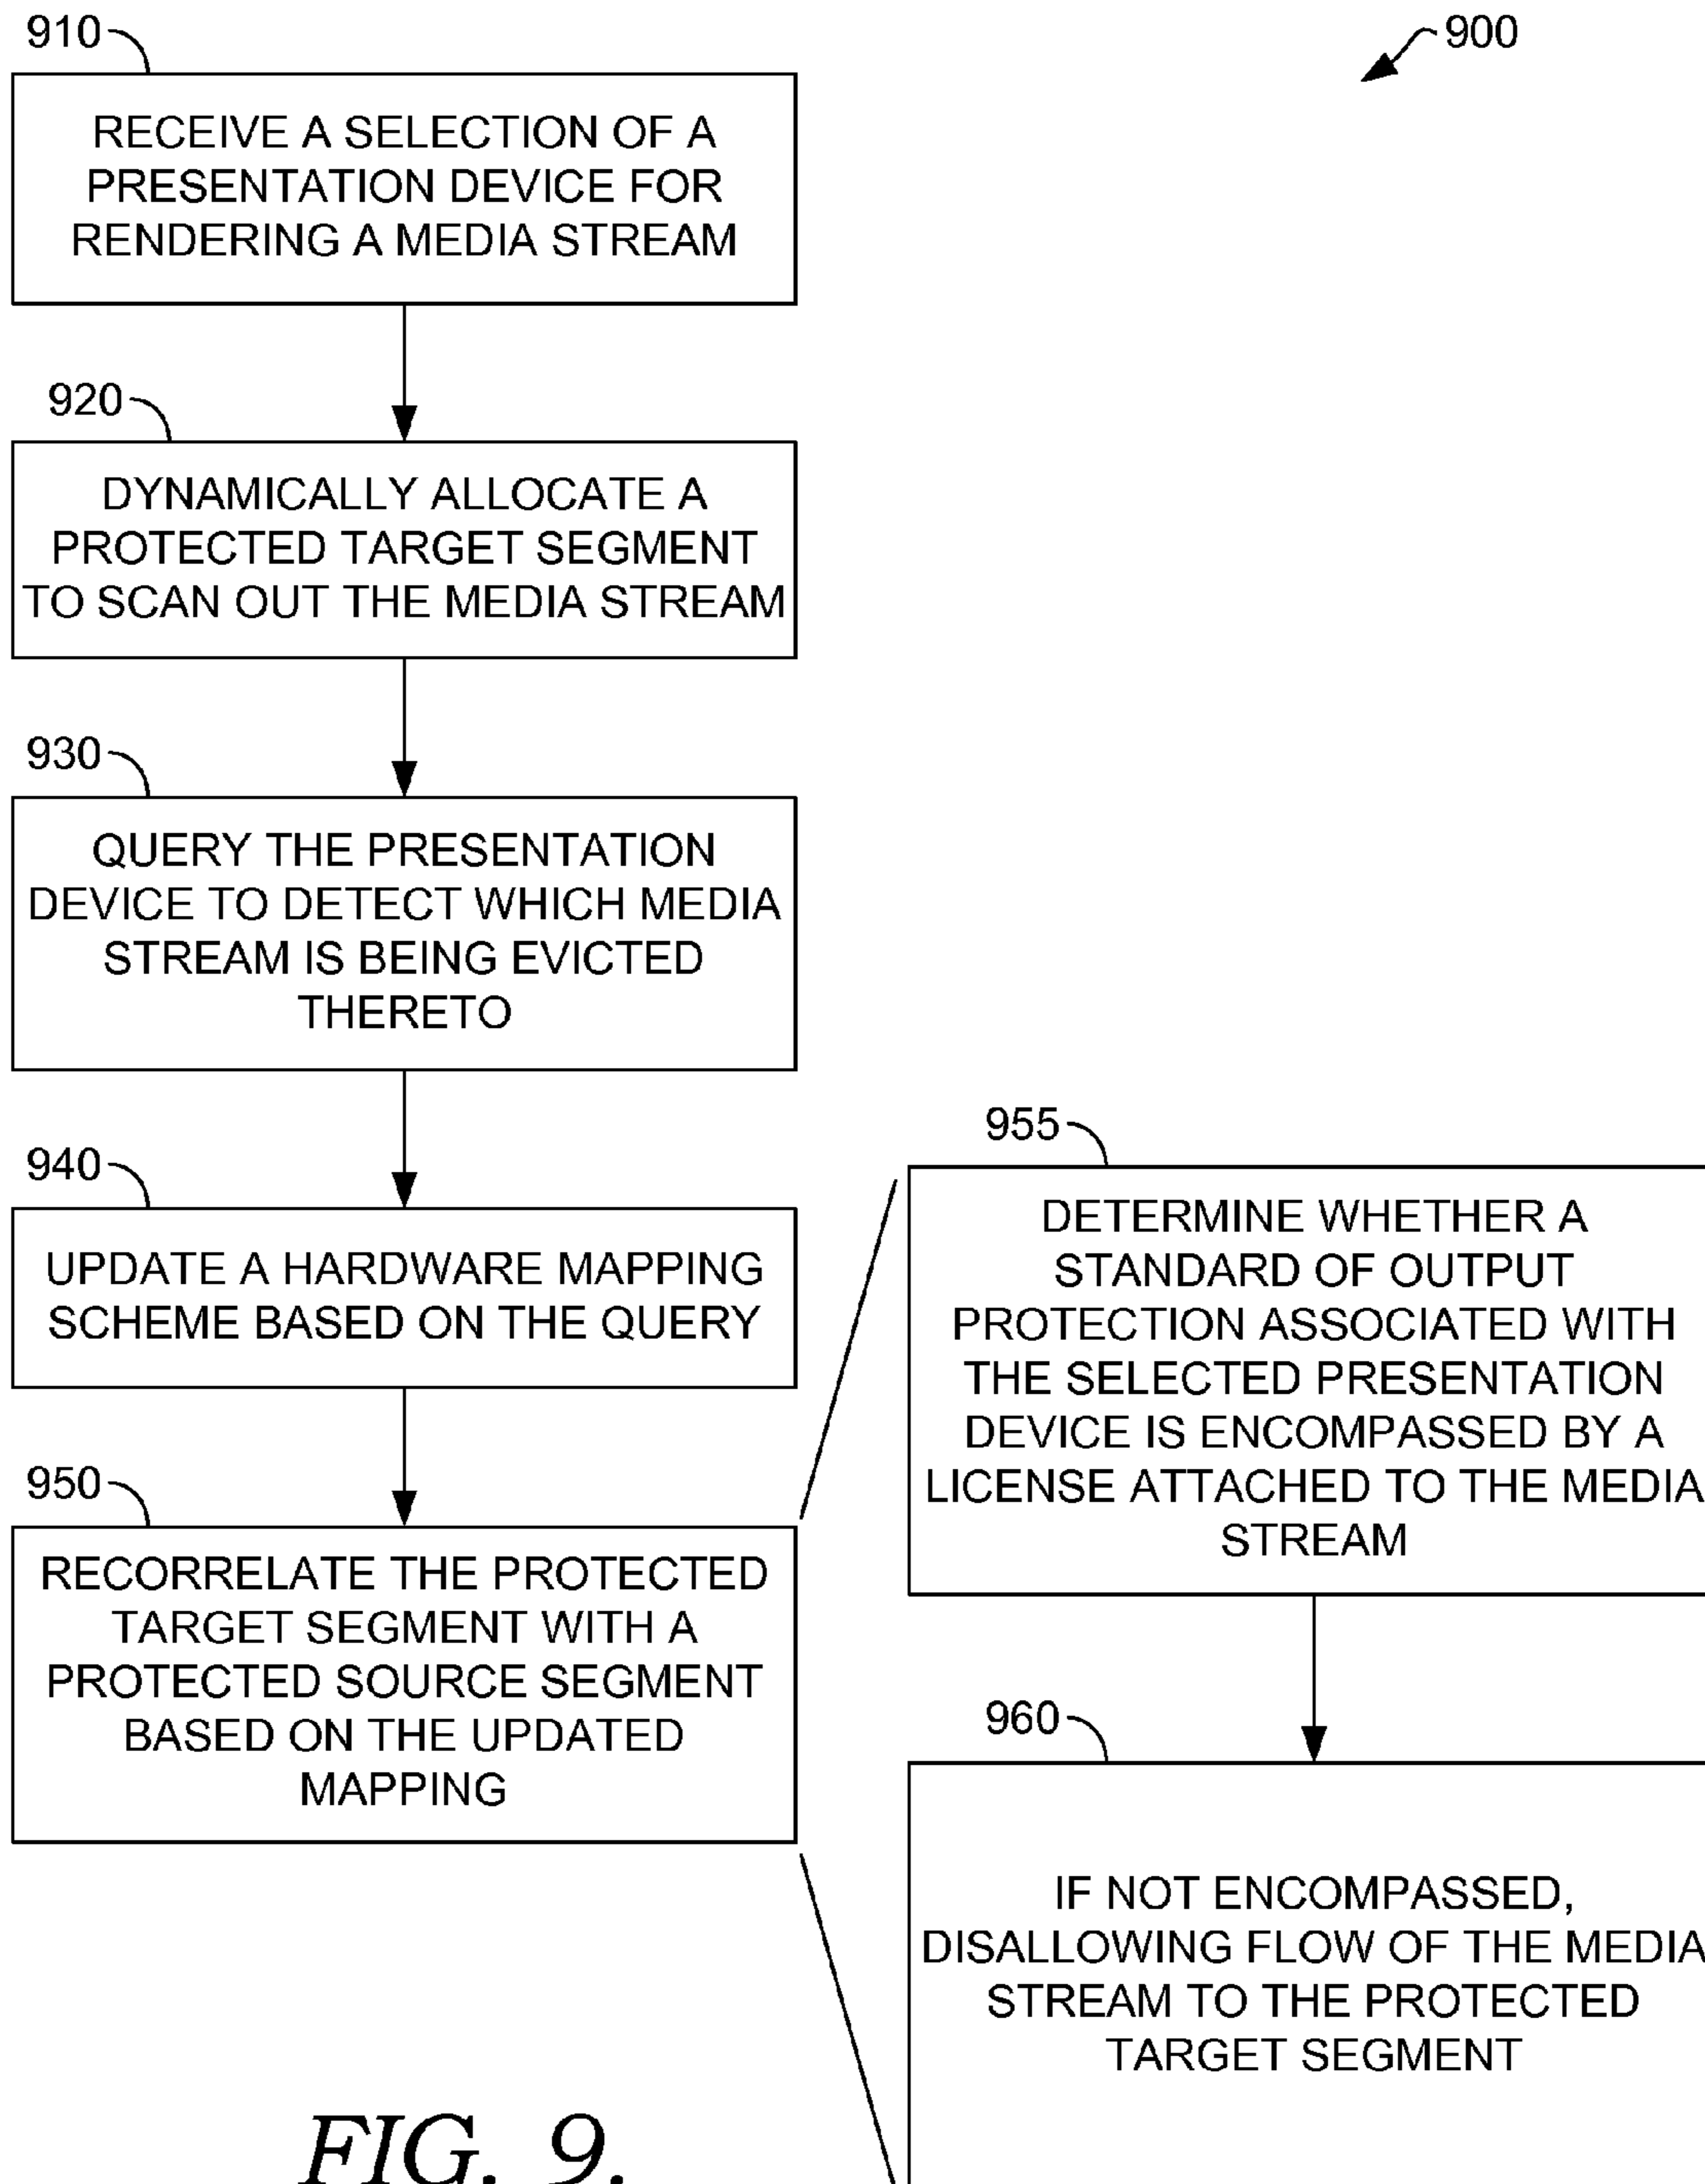 910
900
RECEIVE A SELECTION OF A
PRESENTATION DEVICE FOR
RENDERING A MEDIA STREAM
920
DYNAMICALLY ALLOCATE A
PROTECTED TARGET SEGMENT
TO SCAN OUT THE MEDIA STREAM
930
QUERY THE PRESENTATION
DEVICE TO DETECT WHICH MEDIA
STREAM IS BEING EVICTED
THERETO
940
UPDATE A HARDWARE MAPPING
SCHEME BASED ON THE QUERY
950
RECORRELATE THE PROTECTED
TARGET SEGMENT WITH A
PROTECTED SOURCE SEGMENT
BASED ON THE UPDATED
MAPPING
955
DETERMINE WHETHER A
STANDARD OF OUTPUT
PROTECTION ASSOCIATED WITH
THE SELECTED PRESENTATION
DEVICE IS ENCOMPASSED BY A
LICENSE ATTACHED TO THE MEDIA
STREAM
960
IF NOT ENCOMPASSED,
DISALLOWING FLOW OF THE MEDIA
STREAM TO THE PROTECTED
TARGET SEGMENT
FIG. 9.